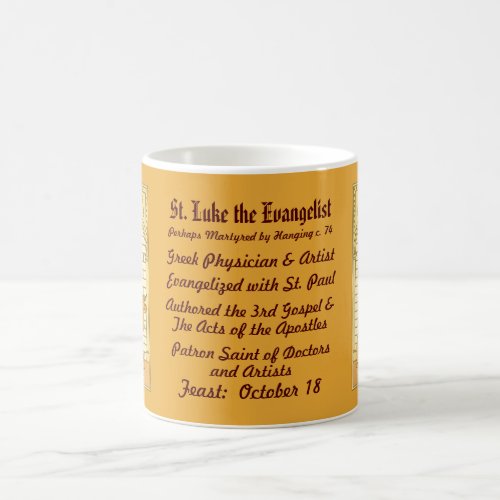 St. Luke the Evangelist
Perhaps Martyred by Hanging c. 74
Greek Physician & Artist
Evangelized with St. Paul
Authored the 3rd Gospel &
The Acts of the Apostles
Patron Saint of Doctors
and Artists
Feast: October 18